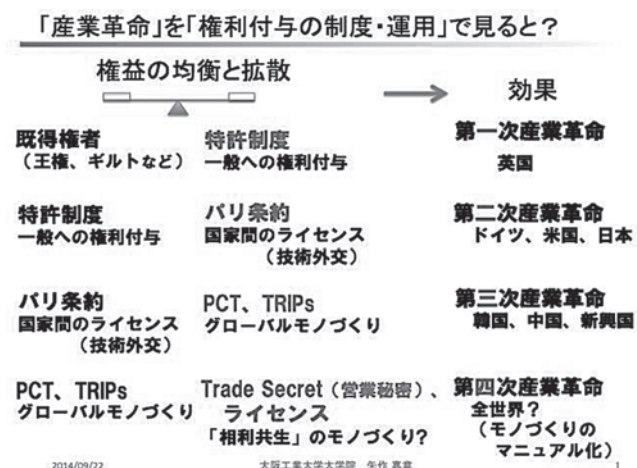 「産業革命」を「権利付与の制度・運用」で見ると？
権益の均衡と拡散
効果
既得権者
（王権、ギルトなど）
特許制度
一般への権利付与
第一次産業革命
英国
特許制度
一般への権利付与
パリ条約
国家間のライセンス
（技術外交）
第二次産業革命
ドイツ、米国、日本
パリ条約
国家間のライセンス
（技術外交）
PCT、TRIPs
グローバルモノづくり
第三次産業革命
韓国、中国、新興国
PCT、TRIPs
グローバルモノづくり
Trade Secret（営業秘密）、
ライセンス
「相利共生」のモノづくり？
第四次産業革命
全世界？
（モノづくりの
マニュアル化）
2014/09/22
大阪工業大学大学院
1